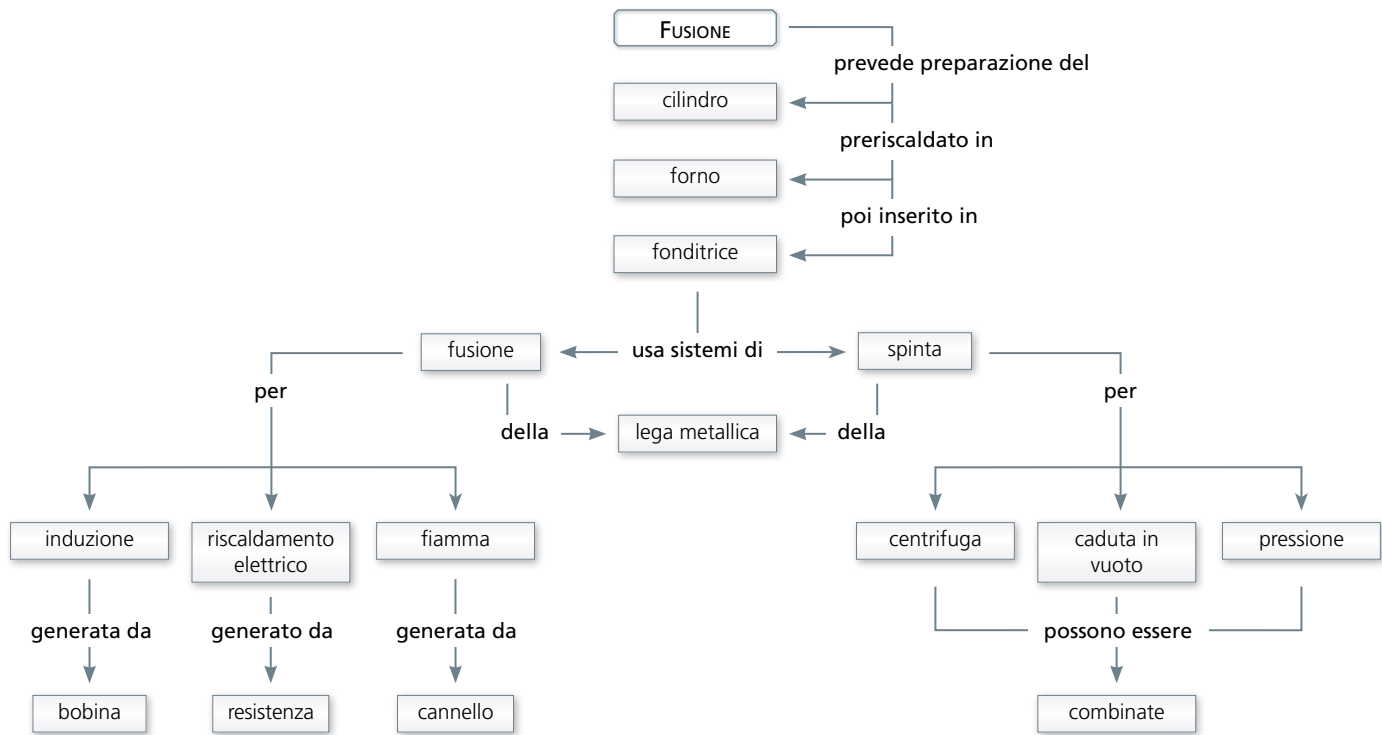 FUSIONE
prevede preparazione del
cilindro
preriscaldato in
forno
poi inserito in
fonditrice
fusione
usa sistemi di
spinta
per
per
della
lega metallica
della
induzione
riscaldamento
elettrico
fiamma
centrifuga
caduta in
vuoto
pressione
generata da
generato da
generata da
possono essere
bobina
resistenza
cannello
combinate